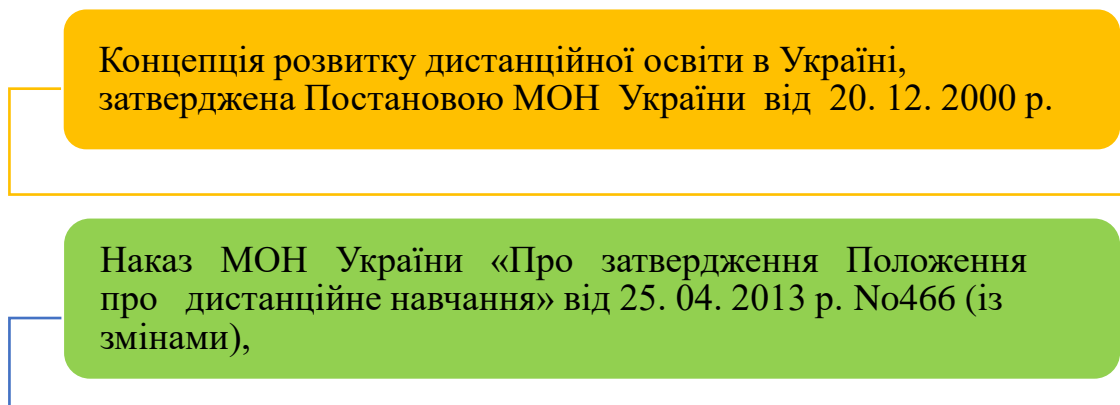 Концепція розвитку дистанційної освіти в Україні,
затверджена Постановою МОН України від 20. 12. 2000 р.
Наказ МОН України «Про затвердження Положення
про дистанційне навчання» від 25. 04. 2013 р. No466 (із
змінами),